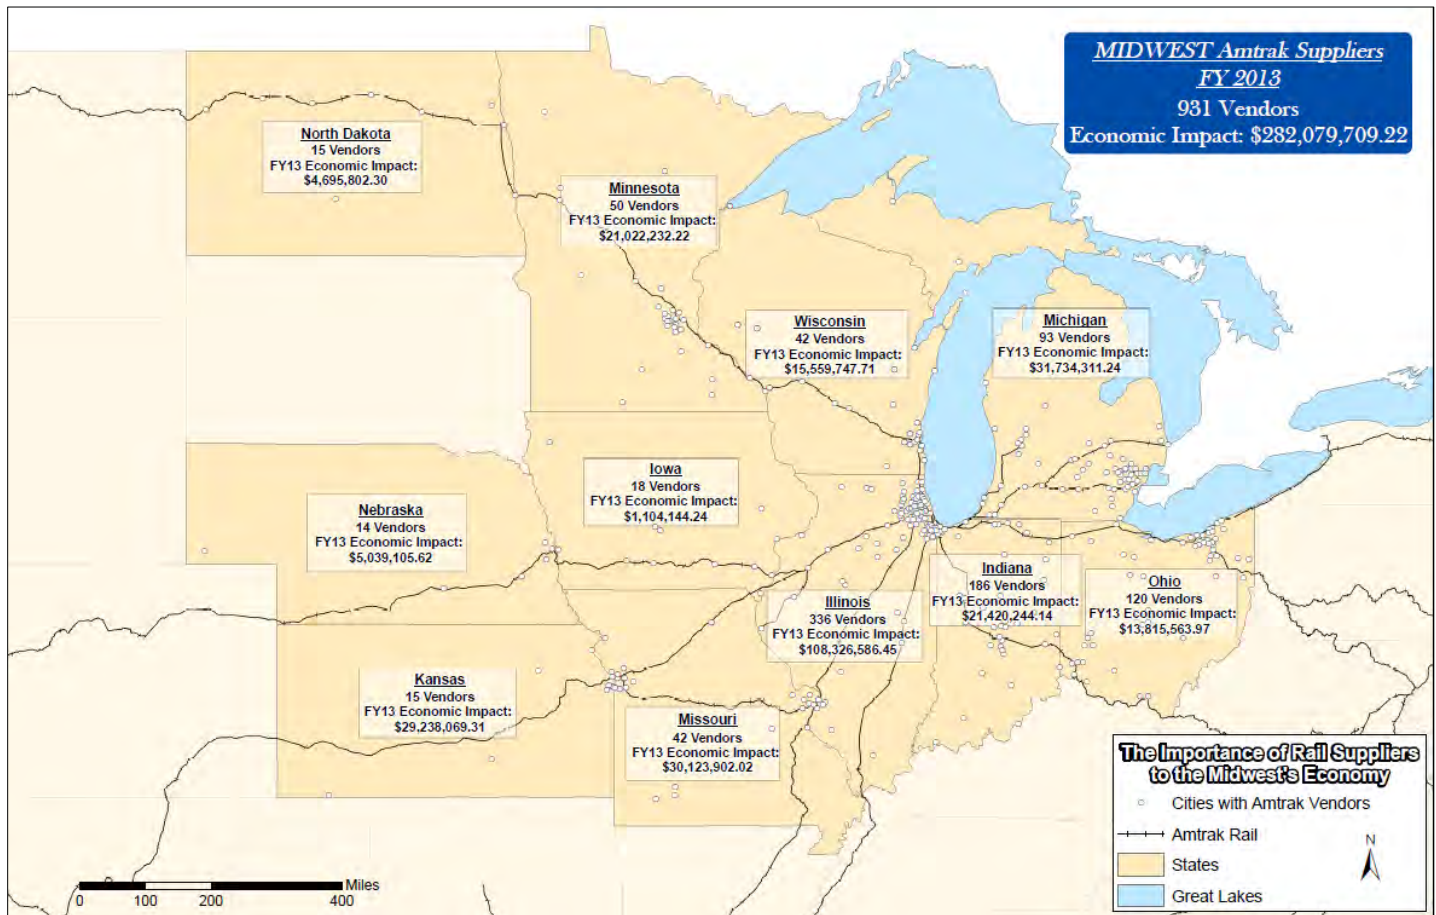 MIDWEST Amtrak Suppliers
FY 2013
931 Vendors
Economic Impact: $282,079,709.22
North Dakota
15 Vendors
FY13 Economic Impact:
$4,695,802.30
Minnesota
50 Vendors
FY13 Economic Impact:
$21,022,232.22
Wisconsin
42 Vendors
FY13 Economic Impact:
$15,559,747.71
Michigan
93 Vendors
FY13 Economic Impact:
$31,734,311.24
Iowa
18 Vendors
FY13 Economic Impact:
$1,104,144.24
Nebraska
14 Vendors
FY13 Economic Impact:
$5,039,105.62
Indiana
186 Vendors
FY13 Economic Impact:
$21,420,244.14
Ohio
120 Vendors
FY13 Economic Impact:
$13,815,563.97
Illinois
336 Vendors
FY13 Economic Impact:
$108,326,586.45
Kansas
15 Vendors
FY13 Economic Impact:
$29,238,069.31
Missouri
42 Vendors
FY13 Economic Impact:
$30,123,902.02
The Importance of Rail Suppliers
to the Midwest's Economy
Cities with Amtrak Vendors
Amtrak Rail
States
Great Lakes
N
Miles
0 100 200 400